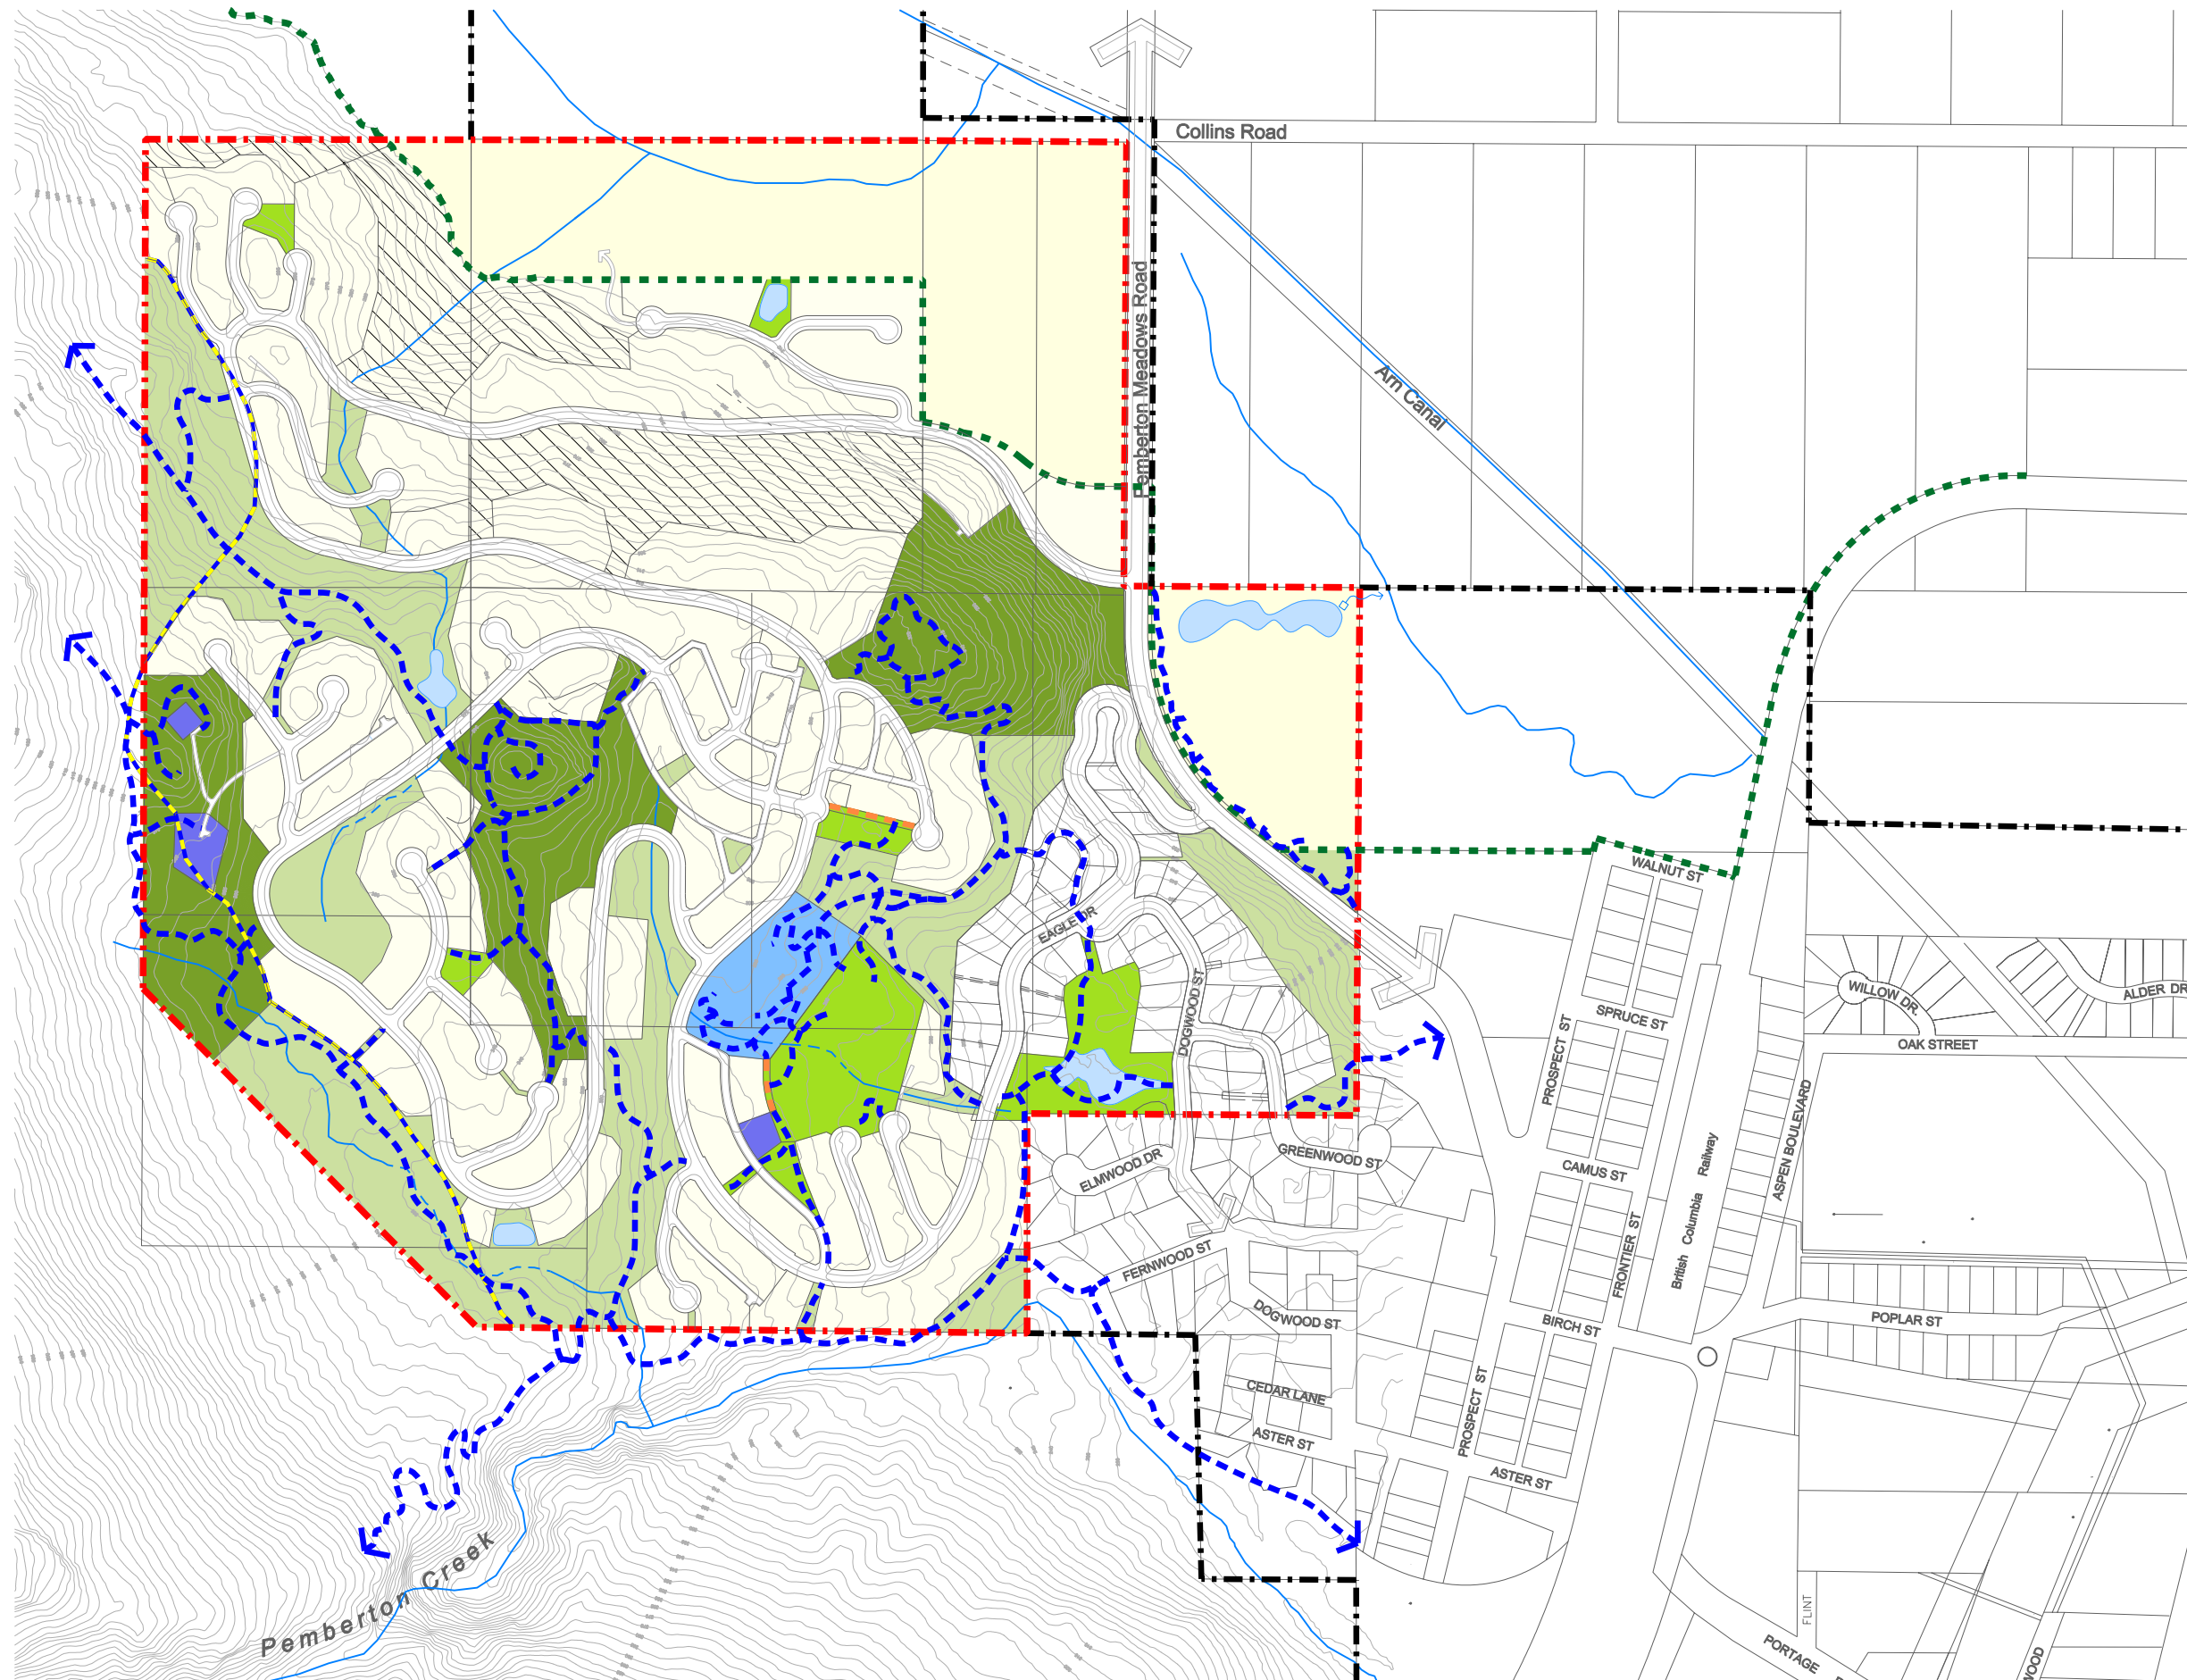 Collins Road
Pemberton Meadows Road
Arn Canal
WALNUT ST
EAGLE DR
WILLOW DR.
ALDER DR
DOGWOOD ST
SPRUCE ST
PROSPECT ST
OAK STREET
ASPEN BOULEVARD
GREENWOOD ST
ELMWOOD DR
CAMUS ST
British Columbia Railway
FRONTIER ST
FERNWOOD ST
DOGWOOD ST
BIRCH ST
POPLAR ST
CEDAR LANE
PROSPECT ST
ASTER ST
ASTER ST
Pemberton Creek
FLINT
PORTAGE
WOOD